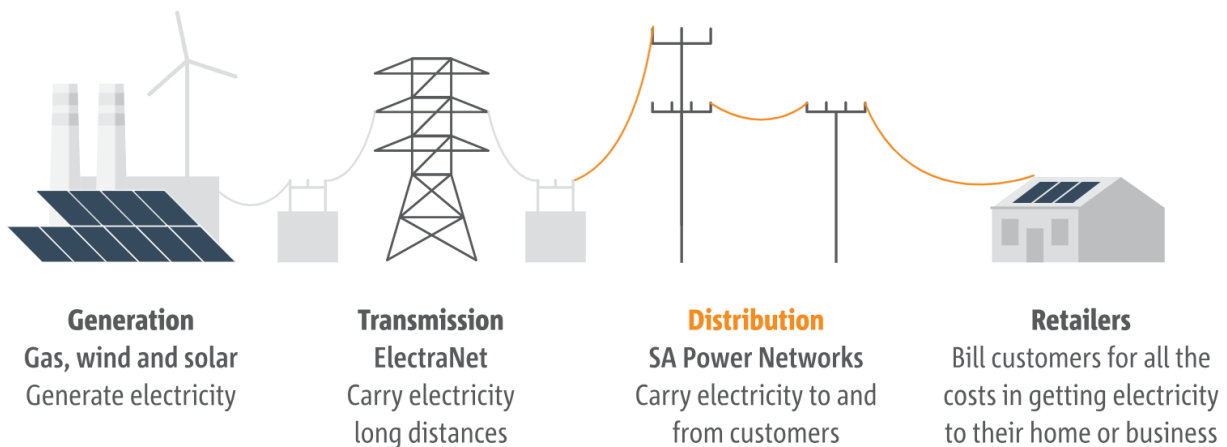 Generation
Gas, wind and solar
Generate electricity
Transmission
ElectraNet
Carry electricity
long distances
Distribution
SA Power Networks
Carry electricity to and
from customers
Retailers
Bill customers for all the
costs in getting electricity
to their home or business